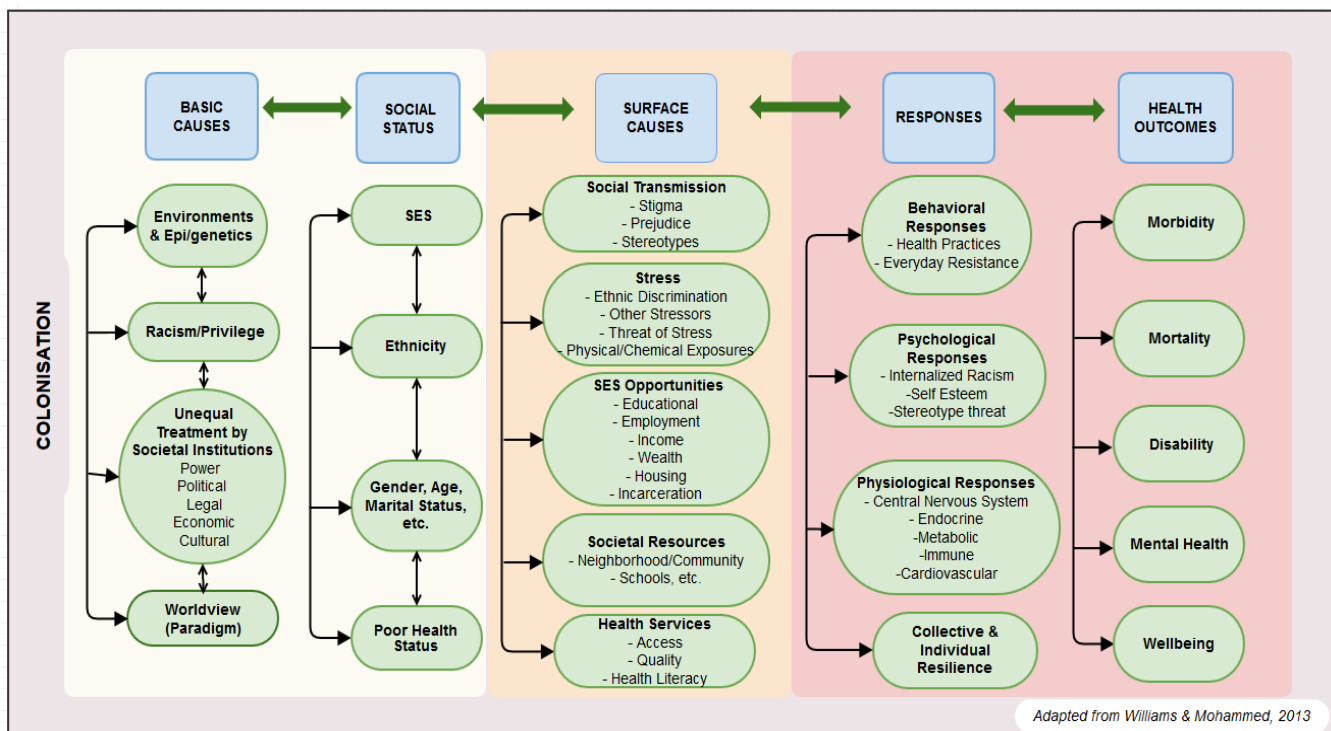 COLONISATION
BASIC
CAUSES
SOCIAL
STATUS
SURFACE
CAUSES
RESPONSES
HEALTH
OUTCOMES
Environments
& Epi/genetics
Racism/Privilege
Unequal
Treatment by
Societal Institutions
Power
Political
Legal
Economic
Cultural
Worldview
(Paradigm)
SES
Ethnicity
Gender, Age,
Marital Status,
etc.
Poor Health
Status
Social Transmission
- Stigma
- Prejudice
- Stereotypes
Stress
- Ethnic Discrimination
- Other Stressors
- Threat of Stress
- Physical/Chemical Exposures
SES Opportunities
- Educational
- Employment
- Income
- Wealth
- Housing
- Incarceration
Societal Resources
- Neighborhood/Community
- Schools, etc.
Health Services
- Access
- Quality
- Health Literacy
Behavioral
Responses
- Health Practices
- Everyday Resistance
Psychological
Responses
- Internalized Racism
-Self Esteem
-Stereotype threat
Physiological Responses
- Central Nervous System
- Endocrine
-Metabolic
-Immune
-Cardiovascular
Collective &
Individual
Resilience
Morbidity
Mortality
Disability
Mental Health
Wellbeing
Adapted from Williams & Mohammed, 2013